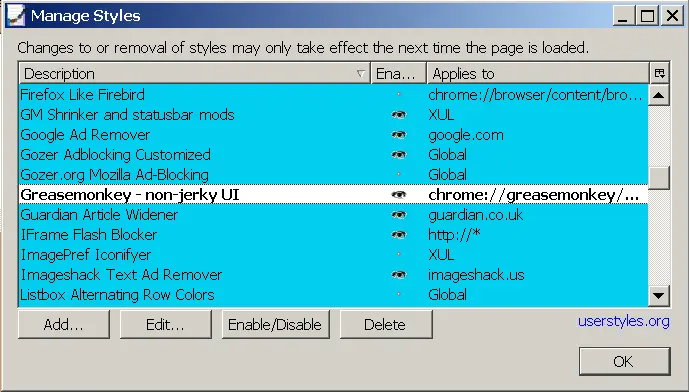 Manage Styles
Changes to or removal of styles may only take effect the next time the page is loaded.
Description Ena... Applies to
Firefox Like Firebird chrome://browser/content/bro...
GM Shrinker and statusbar mods XUL
Google Ad Remover google.com
Gozer Adblocking Customized Global
Gozer.org Mozilla Ad-Blocking Global
Greasemonkey - non-jerky UI chrome://greasemonkey/...
Guardian Article Widener guardian.co.uk
IFrame Flash Blocker http://*
ImagePref Iconifyer XUL
Imageshack Text Ad Remover imageshack.us
Listbox Alternating Row Colors Global
Add... Edit... Enable/Disable Delete userstyles.org
OK